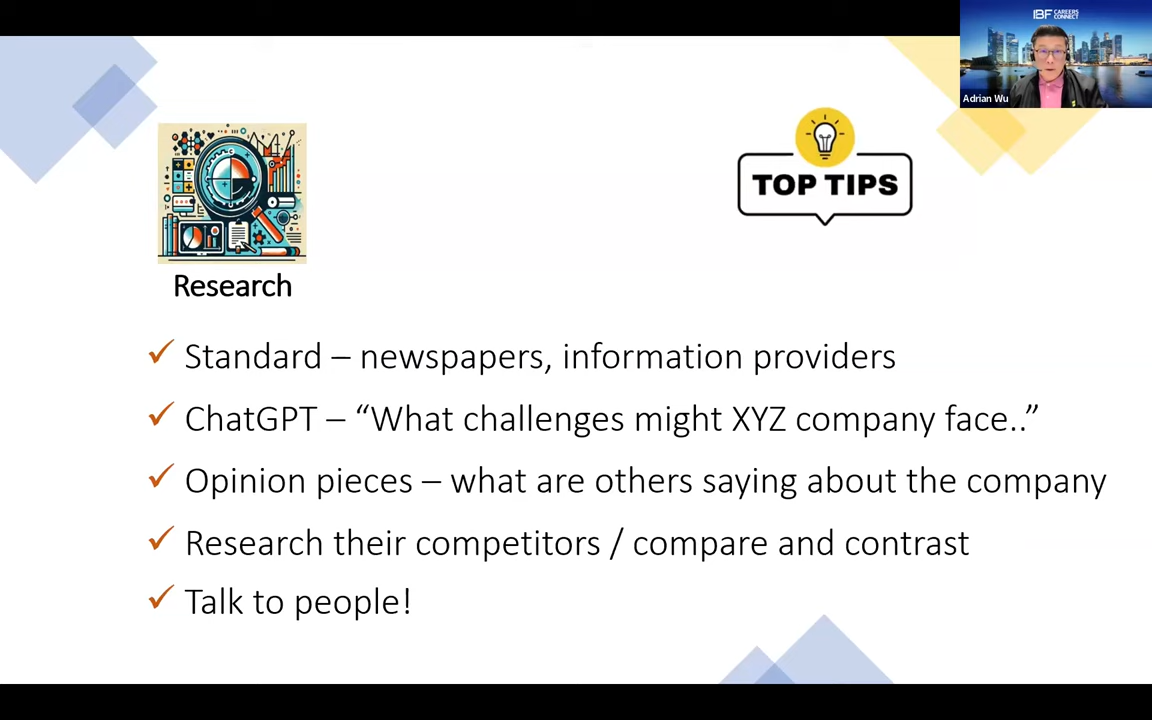 IBF CAREERS
CONNECT
Adrian Wu
TOP TIPS
Research
✓ Standard – newspapers, information providers
✓ ChatGPT – “What challenges might XYZ company face..”
✓ Opinion pieces – what are others saying about the company
✓ Research their competitors / compare and contrast
✓ Talk to people!